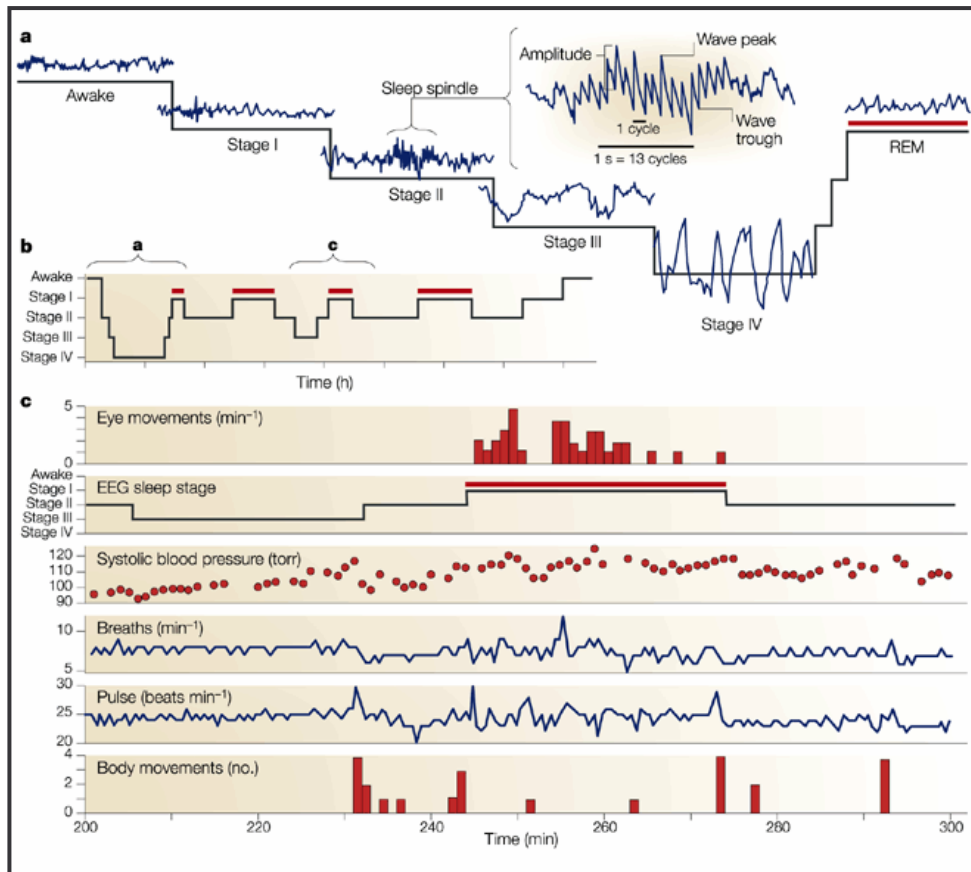 a
Awake
Stage I
Sleep spindle
Stage II
Amplitude
Wave peak
1 cycle
Wave
trough
1 s = 13 cycles
Stage III
Stage IV
REM
b
a
c
Awake
Stage I
Stage II
Stage III
Stage IV
Time (h)
c
5
Eye movements (min⁻¹)
0
Awake
Stage I
EEG sleep stage
Stage II
Stage III
Stage IV
Systolic blood pressure (torr)
120
110
100
90
Breaths (min⁻¹)
10
5
30
Pulse (beats min⁻¹)
25
20
4
Body movements (no.)
2
0
200 220 240 260 280 300
Time (min)